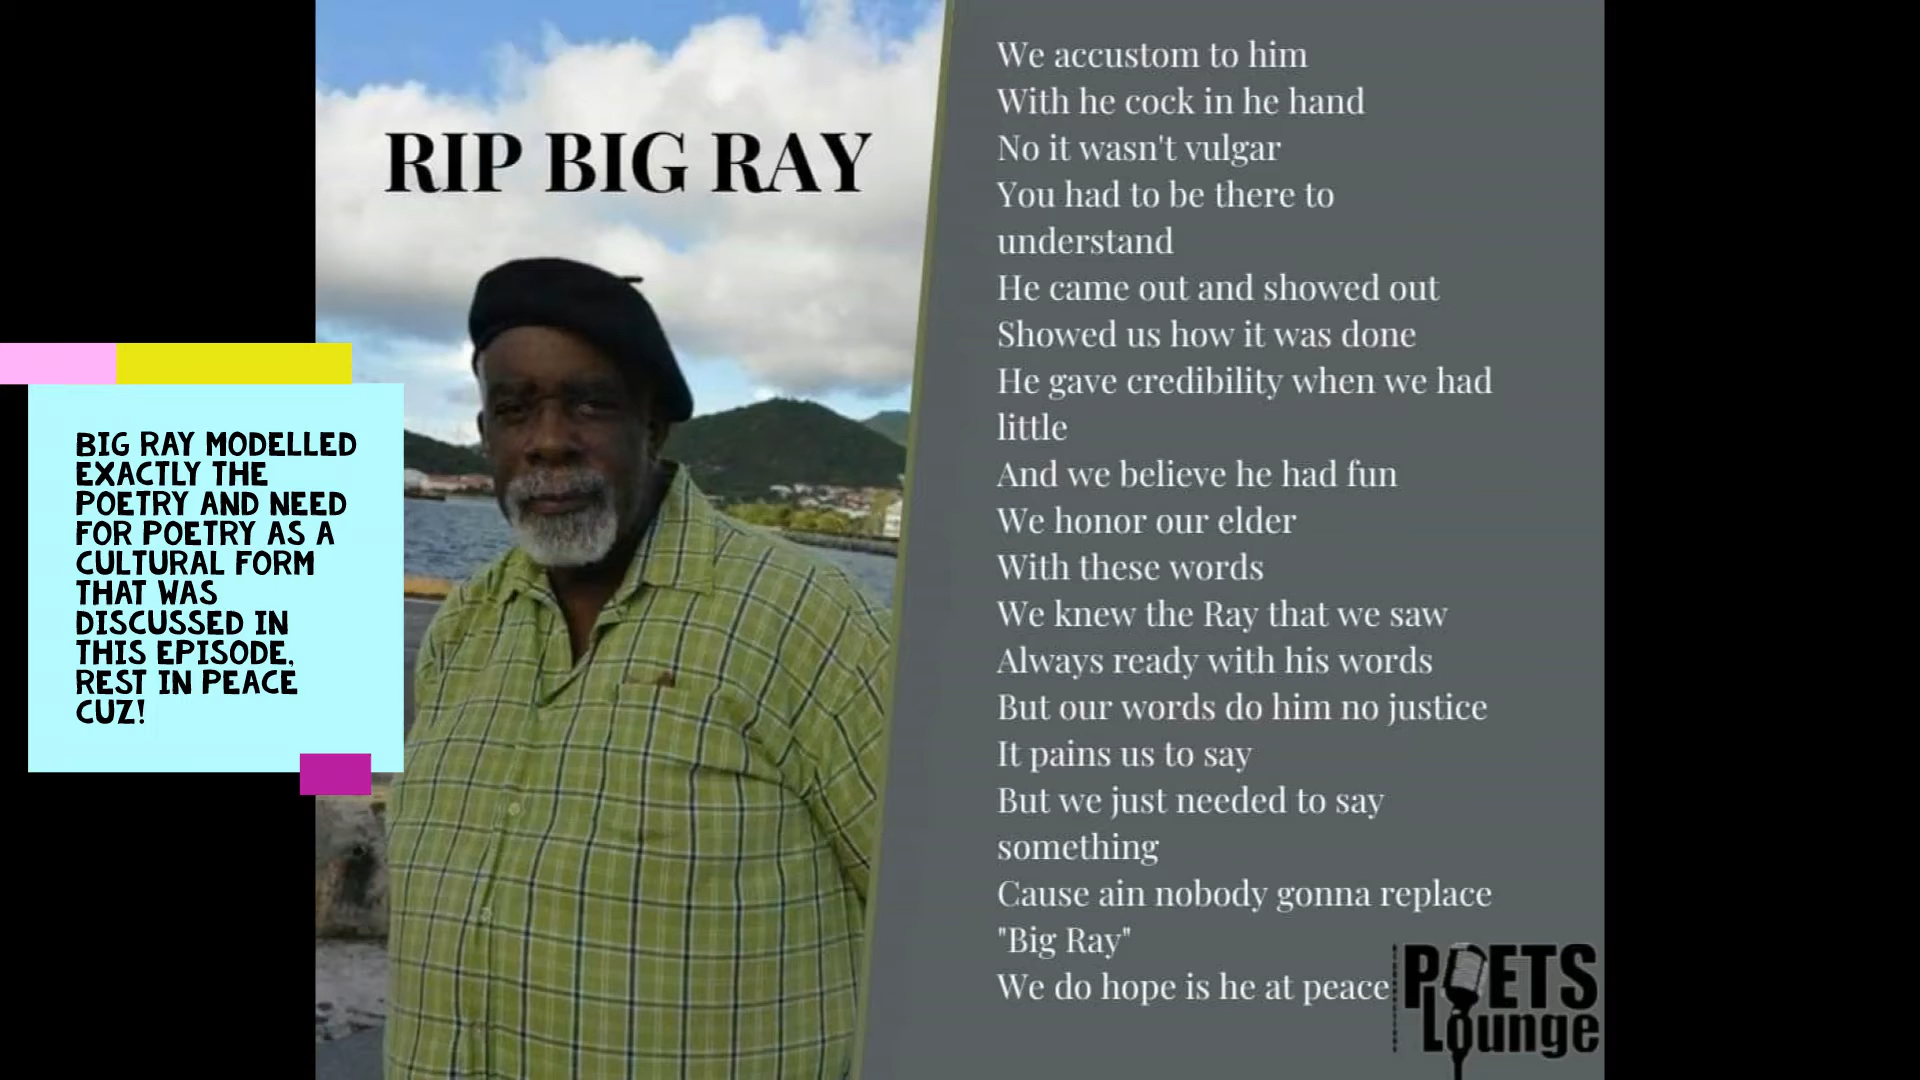 RIP BIG RAY
BIG RAY MODELLED
EXACTLY THE
POETRY AND NEED
FOR POETRY AS A
CULTURAL FORM
THAT WAS
DISCUSSED IN
THIS EPISODE,
REST IN PEACE
CUZ!
We accustom to him
With he cock in he hand
No it wasn't vulgar
You had to be there to
understand
He came out and showed out
Showed us how it was done
He gave credibility when we had
little
And we believe he had fun
We honor our elder
With these words
We knew the Ray that we saw
Always ready with his words
But our words do him no justice
It pains us to say
But we just needed to say
something
Cause ain nobody gonna replace
"Big Ray"
We do hope is he at peace
POETS
Lounge